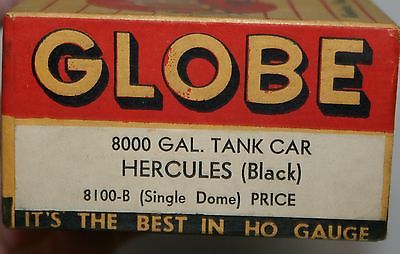 GLOBE
8000 GAL. TANK CAR
HERCULES (Black)
8100-B (Single Dome) PRICE
IT'S THE BEST IN HO GAUGE